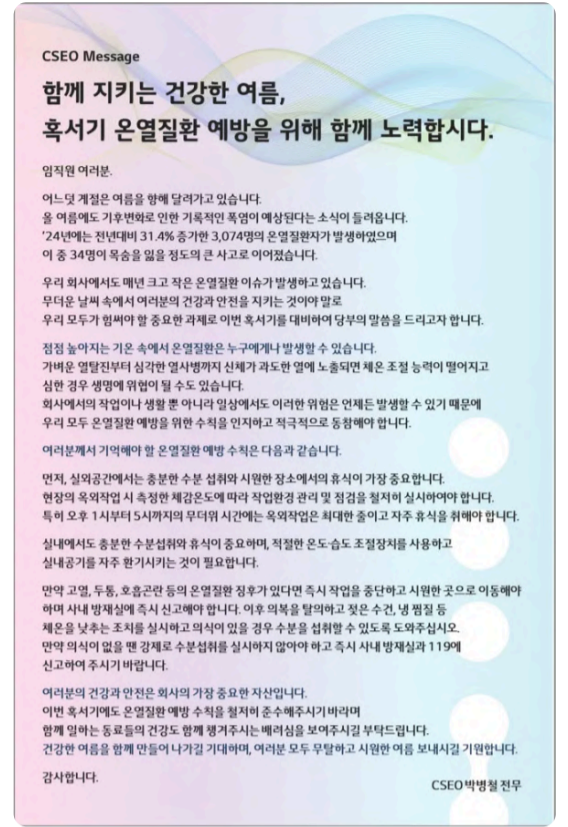 CSEO Message
함께 지키는 건강한 여름,
혹서기 온열질환 예방을 위해 함께 노력합시다.
임직원 여러분.
어느덧 계절은 여름을 향해 달려가고 있습니다.
올 여름에도 기후변화로 인한 기록적인 폭염이 예상된다는 소식이 들려옵니다.
'24년에는 전년대비 31.4% 증가한 3,074명의 온열질환자가 발생하였으며
이 중 34명이 목숨을 잃을 정도의 큰 사고로 이어졌습니다.
우리 회사에서도 매년 크고 작은 온열질환 이슈가 발생하고 있습니다.
무더운 날씨 속에서 여러분의 건강과 안전을 지키는 것이야 말로
우리 모두가 힘써야 할 중요한 과제로 이번 혹서기를 대비하여 당부의 말씀을 드리고자 합니다.
점점 높아지는 기온 속에서 온열질환은 누구에게나 발생할 수 있습니다.
가벼운 열탈진부터 심각한 열사병까지 신체가 과도한 열에 노출되면 체온 조절 능력이 떨어지고
심한 경우 생명에 위협이 될 수도 있습니다.
회사에서의 작업이나 생활 뿐 아니라 일상에서도 이러한 위험은 언제든 발생할 수 있기 때문에
우리 모두 온열질환 예방을 위한 수칙을 인지하고 적극적으로 동참해야 합니다.
여러분께서 기억해야 할 온열질환 예방 수칙은 다음과 같습니다.
먼저, 실외공간에서는 충분한 수분 섭취와 시원한 장소에서의 휴식이 가장 중요합니다.
현장의 옥외작업 시 측정한 체감온도에 따라 작업환경 관리 및 점검을 철저히 실시하여야 합니다.
특히 오후 1시부터 5시까지의 무더위 시간에는 옥외작업은 최대한 줄이고 자주 휴식을 취해야 합니다.
실내에서도 충분한 수분섭취와 휴식이 중요하며, 적절한 온도·습도 조절장치를 사용하고
실내공기를 자주 환기시키는 것이 필요합니다.
만약 고열, 두통, 호흡곤란 등의 온열질환 징후가 있다면 즉시 작업을 중단하고 시원한 곳으로 이동해야
하며 사내 방재실에 즉시 신고해야 합니다. 이후 의복을 탈의하고 젖은 수건, 냉 찜질 등
체온을 낮추는 조치를 실시하고 의식이 있을 경우 수분을 섭취할 수 있도록 도와주십시오.
만약 의식이 없을 땐 강제로 수분섭취를 실시하지 않아야 하고 즉시 사내 방재실과 119에
신고하여 주시기 바랍니다.
여러분의 건강과 안전은 회사의 가장 중요한 자산입니다.
이번 혹서기에도 온열질환 예방 수칙을 철저히 준수해주시기 바라며
함께 일하는 동료들의 건강도 함께 챙겨주시는 배려심을 보여주시길 부탁드립니다.
건강한 여름을 함께 만들어 나가길 기대하며, 여러분 모두 무탈하고 시원한 여름 보내시길 기원합니다.
감사합니다.
CSEO 박병철 전무